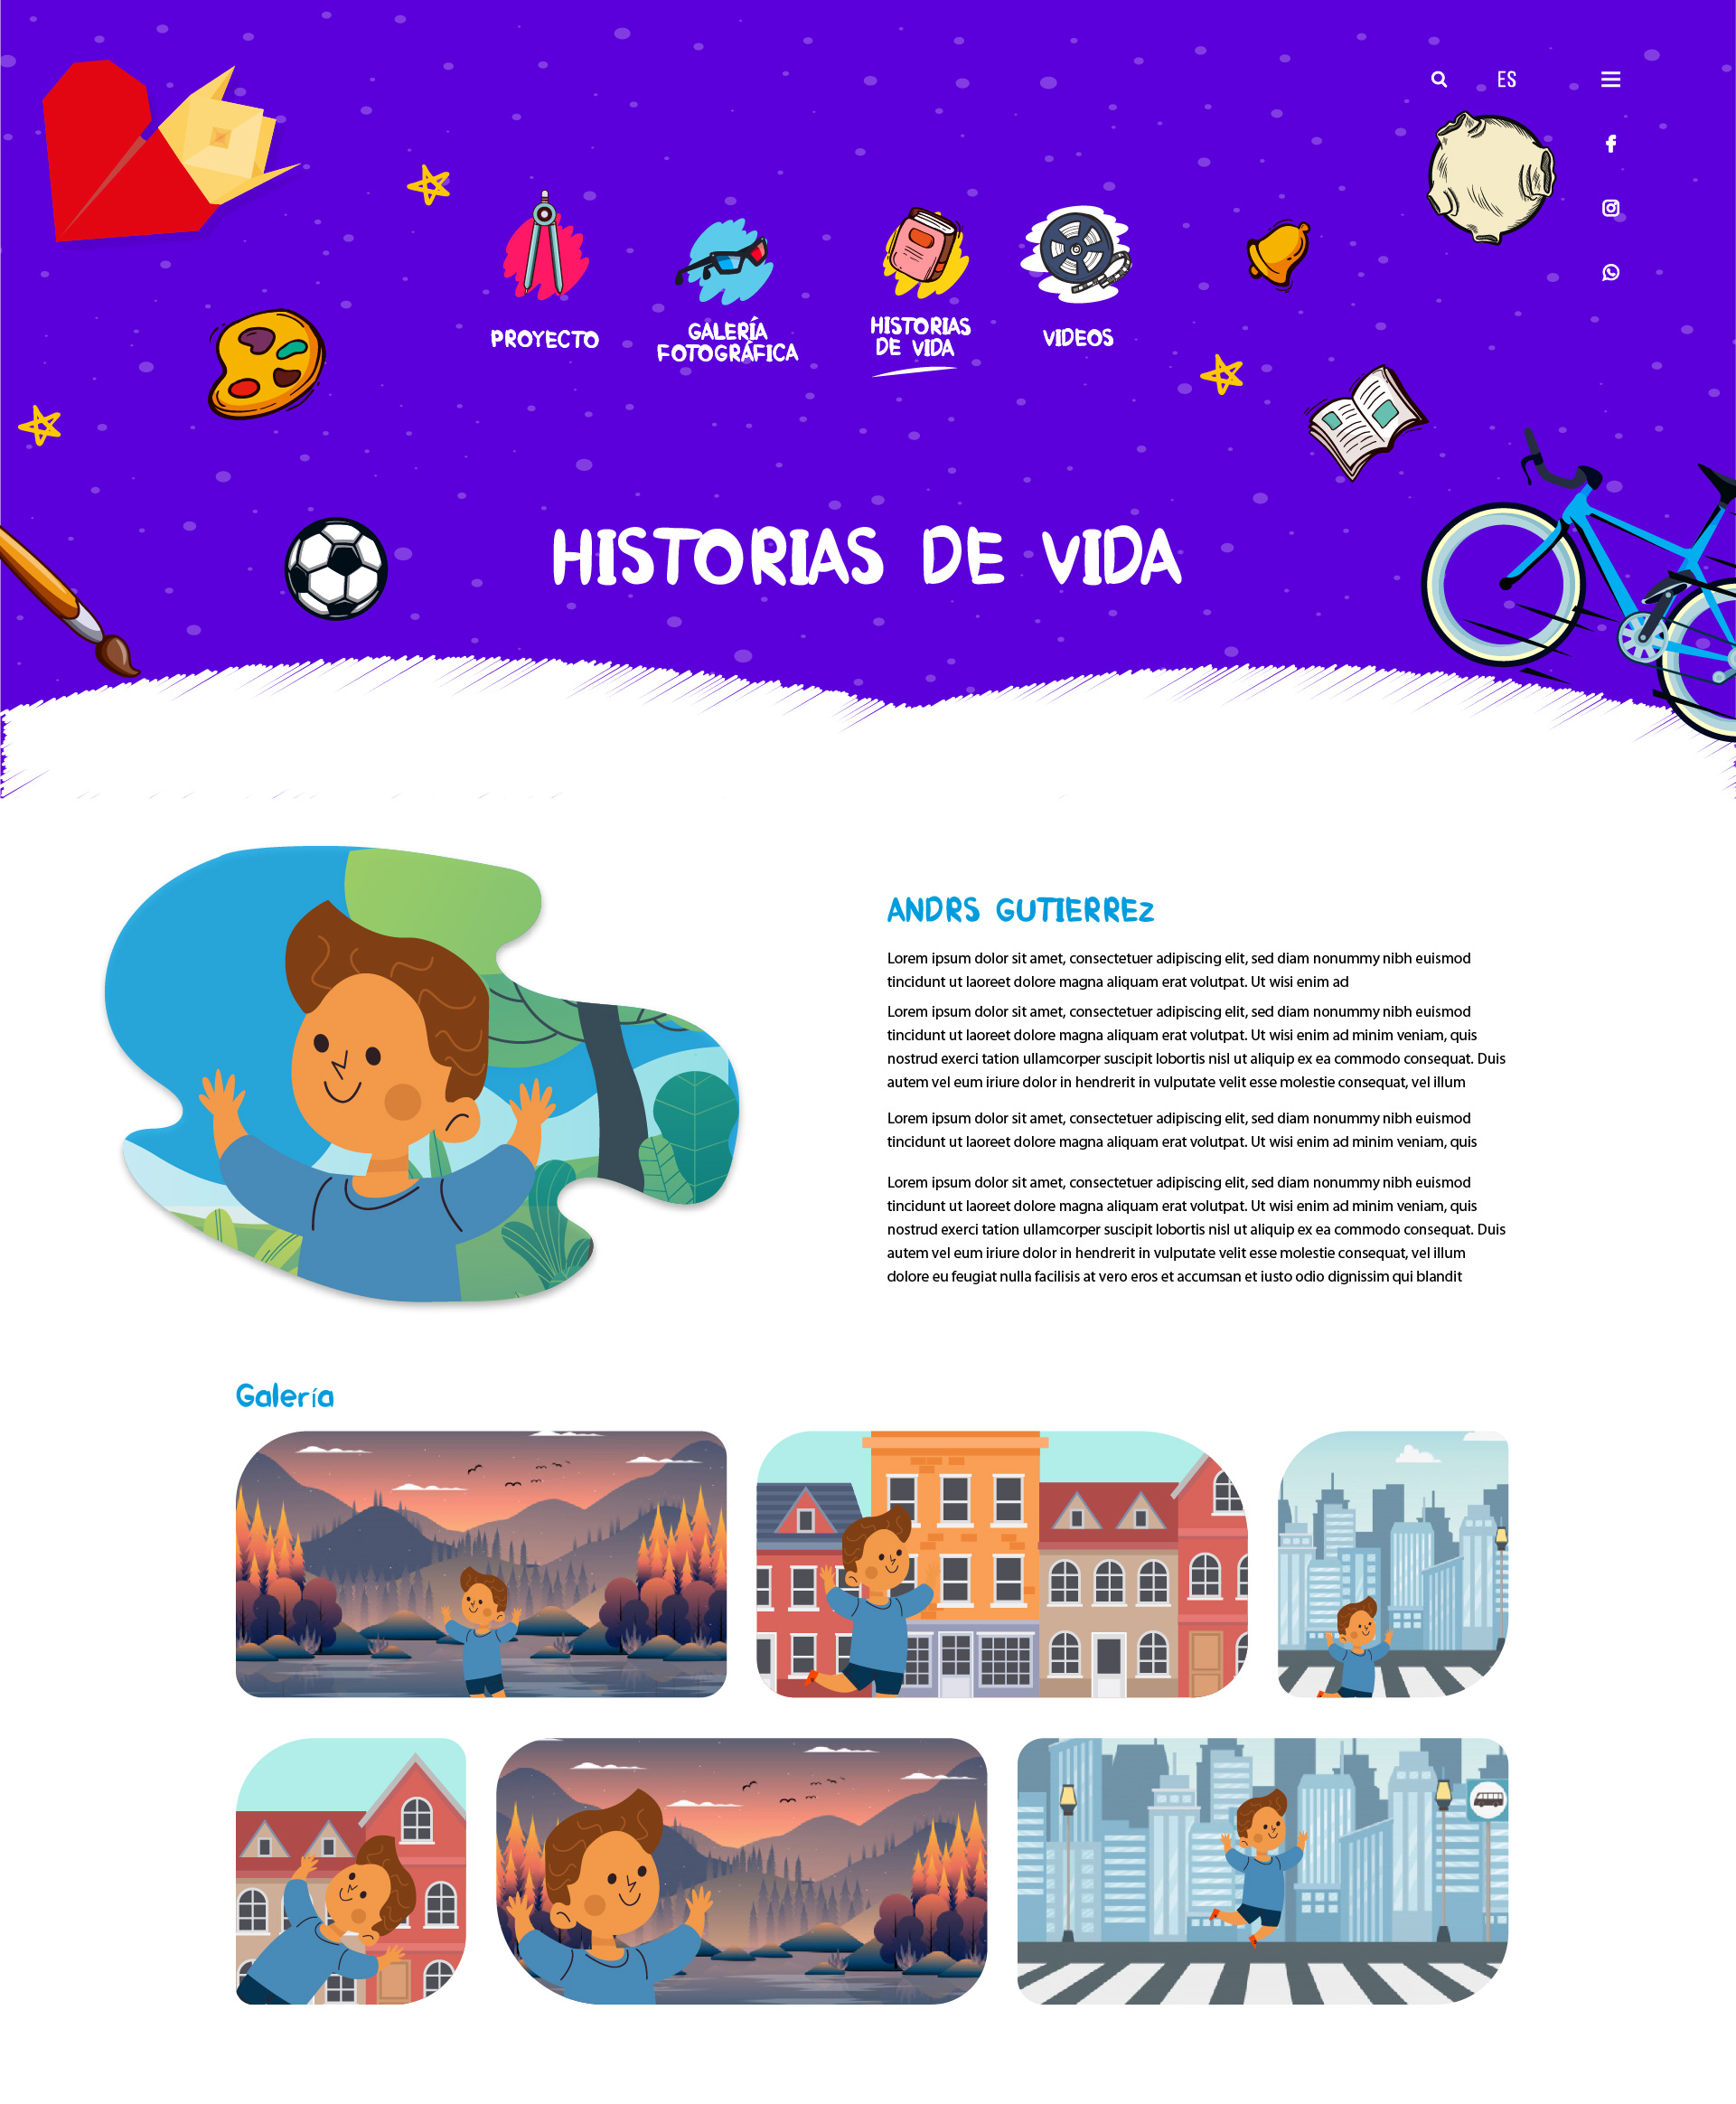 ES
PROYECTO
GALERÍA
FOTOGRÁFICA
HISTORIAS
DE VIDA
VIDEOS
HISTORIAS DE VIDA
ANDRS GUTIERREZ
Lorem ipsum dolor sit amet, consectetuer adipiscing elit, sed diam nonummy nibh euismod
tincidunt ut laoreet dolore magna aliquam erat volutpat. Ut wisi enim ad
Lorem ipsum dolor sit amet, consectetuer adipiscing elit, sed diam nonummy nibh euismod
tincidunt ut laoreet dolore magna aliquam erat volutpat. Ut wisi enim ad minim veniam, quis
nostrud exerci tation ullamcorper suscipit lobortis nisl ut aliquip ex ea commodo consequat. Duis
autem vel eum iriure dolor in hendrerit in vulputate velit esse molestie consequat, vel illum
Lorem ipsum dolor sit amet, consectetuer adipiscing elit, sed diam nonummy nibh euismod
tincidunt ut laoreet dolore magna aliquam erat volutpat. Ut wisi enim ad minim veniam, quis
Lorem ipsum dolor sit amet, consectetuer adipiscing elit, sed diam nonummy nibh euismod
tincidunt ut laoreet dolore magna aliquam erat volutpat. Ut wisi enim ad minim veniam, quis
nostrud exerci tation ullamcorper suscipit lobortis nisl ut aliquip ex ea commodo consequat. Duis
autem vel eum iriure dolor in hendrerit in vulputate velit esse molestie consequat, vel illum
dolore eu feugiat nulla facilisis at vero eros et accumsan et iusto odio dignissim qui blandit
Galería